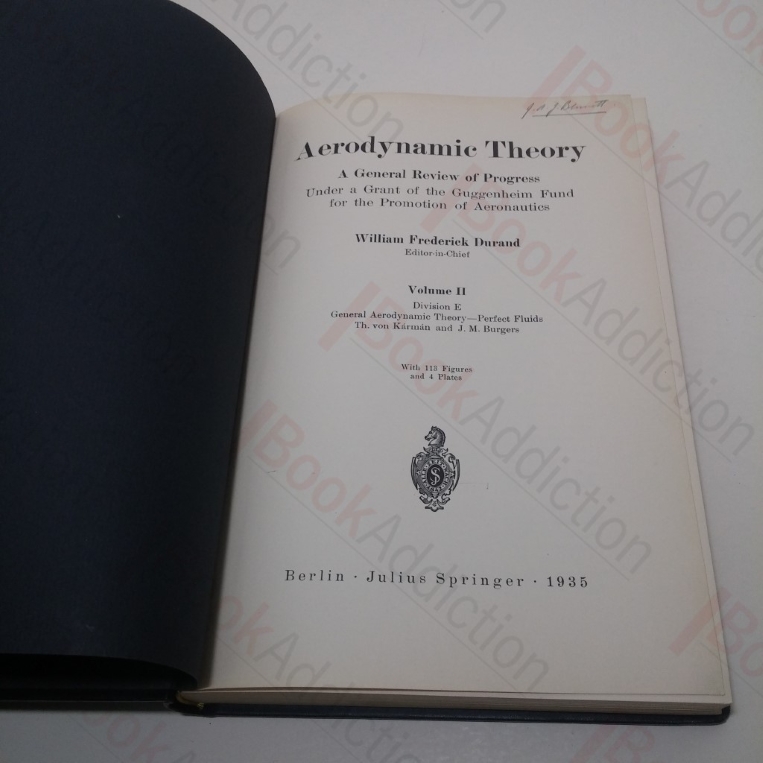 Aerodynamic Theory
A General Review of Progress
Under a Grant of the Guggenheim Fund
for the Promotion of Aeronautics
William Frederick Durand
Editor-in-Chief
Volume II
Division E
General Aerodynamic Theory—Perfect Fluids
Th. von Kármán and J. M. Burgers
With 113 Figures
and 4 Plates
Berlin · Julius Springer · 1935
BookAddiction